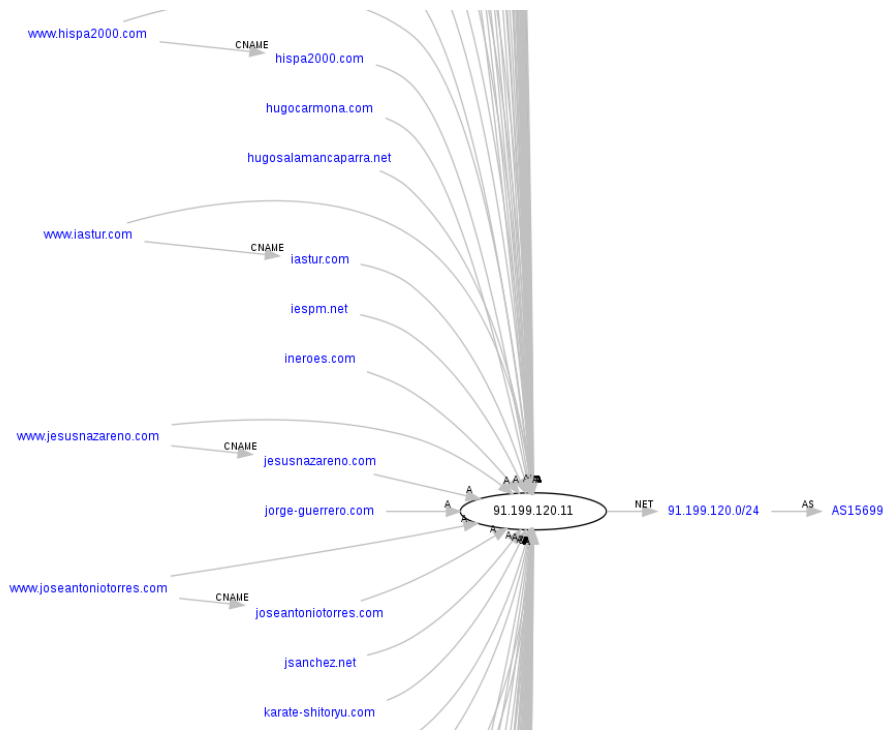 www.hispa2000.com
CNAME
hispa2000.com
hugocarmona.com
hugosalamancaparra.net
www.iastur.com
CNAME
iastur.com
iespm.net
ineroes.com
www.jesusnazareno.com
CNAME
jesusnazareno.com
A
A
A
A
jorge-guerrero.com
A
91.199.120.11
NET
91.199.120.0/24
AS
AS15699
A
A
A
A
A
www.joseantoniotorres.com
CNAME
joseantoniotorres.com
jsanchez.net
karate-shitoryu.com